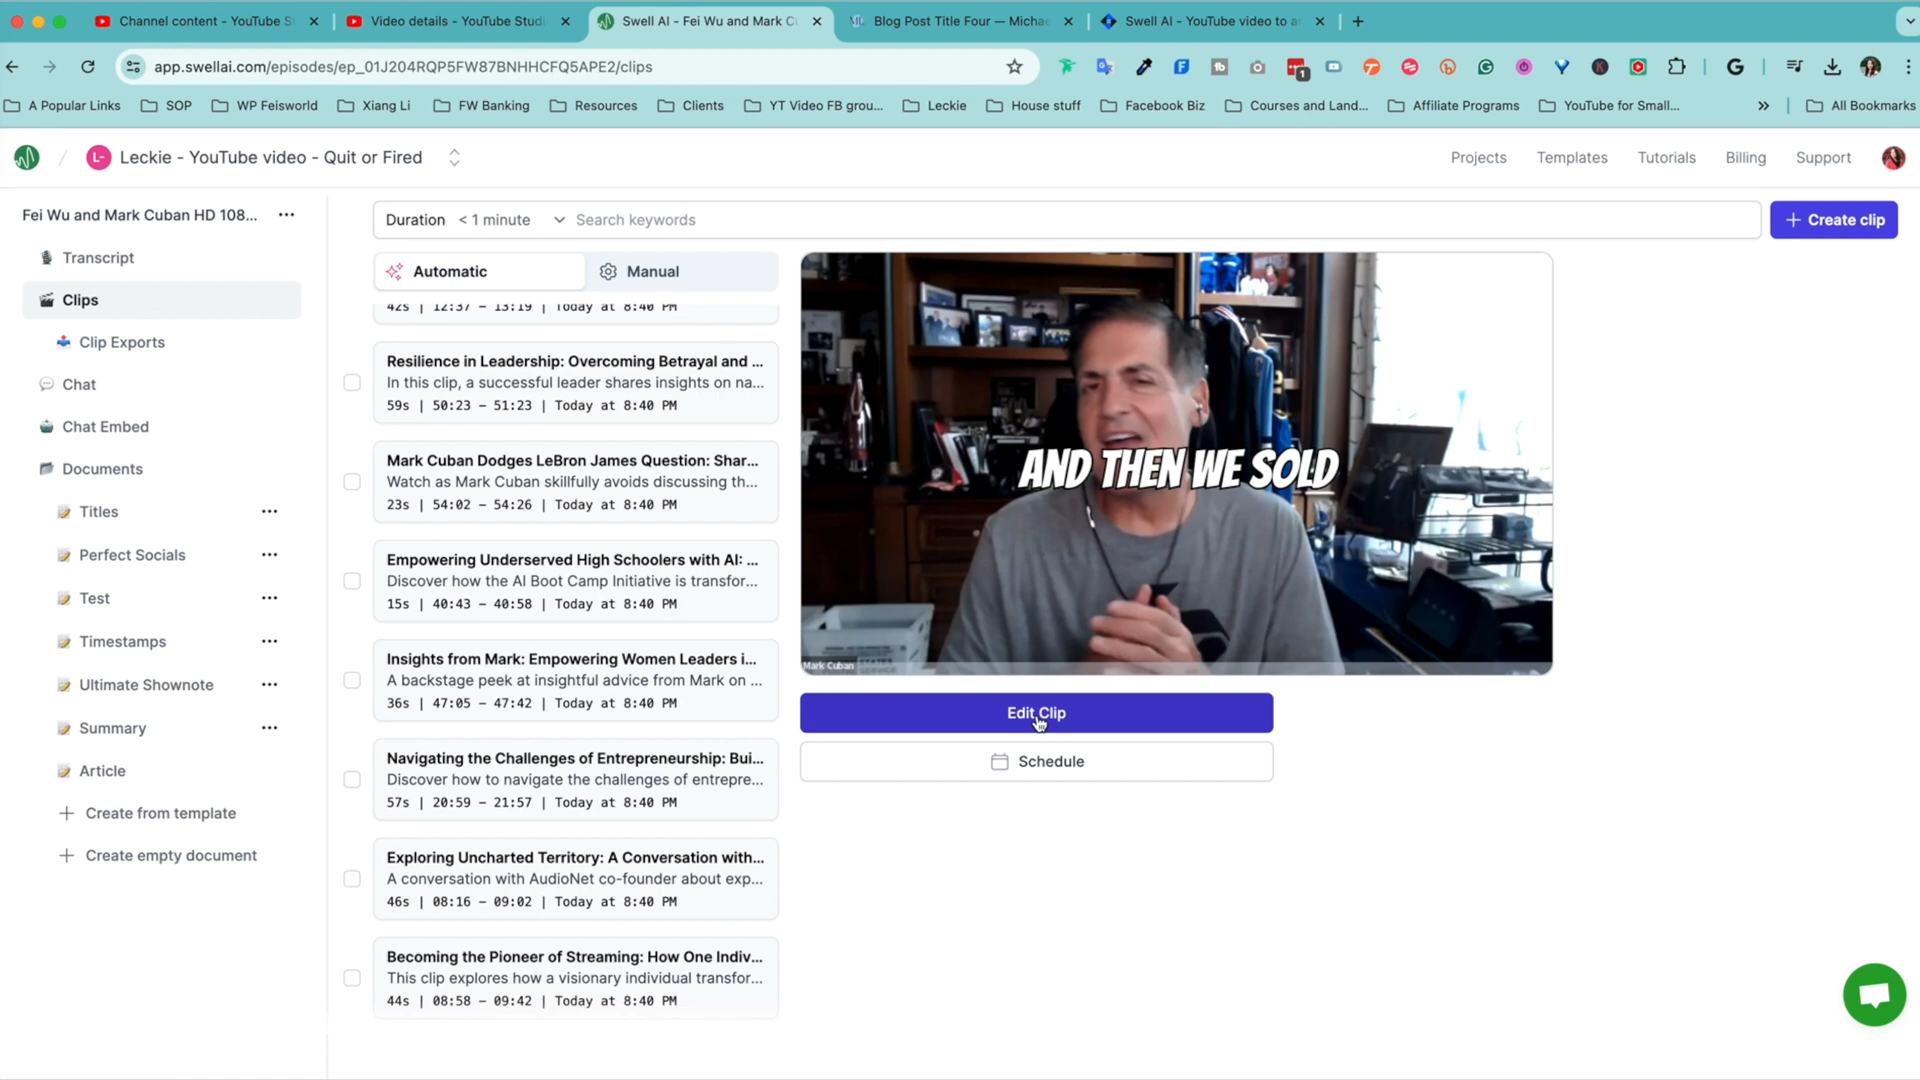 Channel content - YouTube S
Video details - YouTube Studi
Swell AI - Fei Wu and Mark C
Blog Post Title Four — Micha
Swell AI - YouTube video to a
app.swellai.com/episodes/ep_01J204RQP5FW87BNHHCFQ5APE2/clips
A Popular Links
SOP
WP Feisworld
Xiang Li
FW Banking
Resources
Clients
YT Video FB grou...
Leckie
House stuff
Facebook Biz
Courses and Land...
Affiliate Programs
YouTube for Small...
»
All Bookmarks
L-
Leckie - YouTube video - Quit or Fired
Projects
Templates
Tutorials
Billing
Support
Fei Wu and Mark Cuban HD 108...
Transcript
Clips
Clip Exports
Chat
Chat Embed
Documents
Titles
Perfect Socials
Test
Timestamps
Ultimate Shownote
Summary
Article
Create from template
Create empty document
Duration < 1 minute
Search keywords
Create clip
Automatic
Manual
42s | 12:37 – 13:19 | Today at 8:40 PM
Resilience in Leadership: Overcoming Betrayal and ...
In this clip, a successful leader shares insights on na...
59s | 50:23 – 51:23 | Today at 8:40 PM
Mark Cuban Dodges LeBron James Question: Shar...
Watch as Mark Cuban skillfully avoids discussing th...
23s | 54:02 – 54:26 | Today at 8:40 PM
Empowering Underserved High Schoolers with AI: ...
Discover how the AI Boot Camp Initiative is transfor...
15s | 40:43 – 40:58 | Today at 8:40 PM
Insights from Mark: Empowering Women Leaders i...
A backstage peek at insightful advice from Mark on ...
36s | 47:05 – 47:42 | Today at 8:40 PM
Navigating the Challenges of Entrepreneurship: Bui...
Discover how to navigate the challenges of entrepre...
57s | 20:59 – 21:57 | Today at 8:40 PM
Exploring Uncharted Territory: A Conversation with...
A conversation with AudioNet co-founder about exp...
46s | 08:16 – 09:02 | Today at 8:40 PM
Becoming the Pioneer of Streaming: How One Indiv...
This clip explores how a visionary individual transfor...
44s | 08:58 – 09:42 | Today at 8:40 PM
AND THEN WE SOLD
Mark Cuban
Edit Clip
Schedule